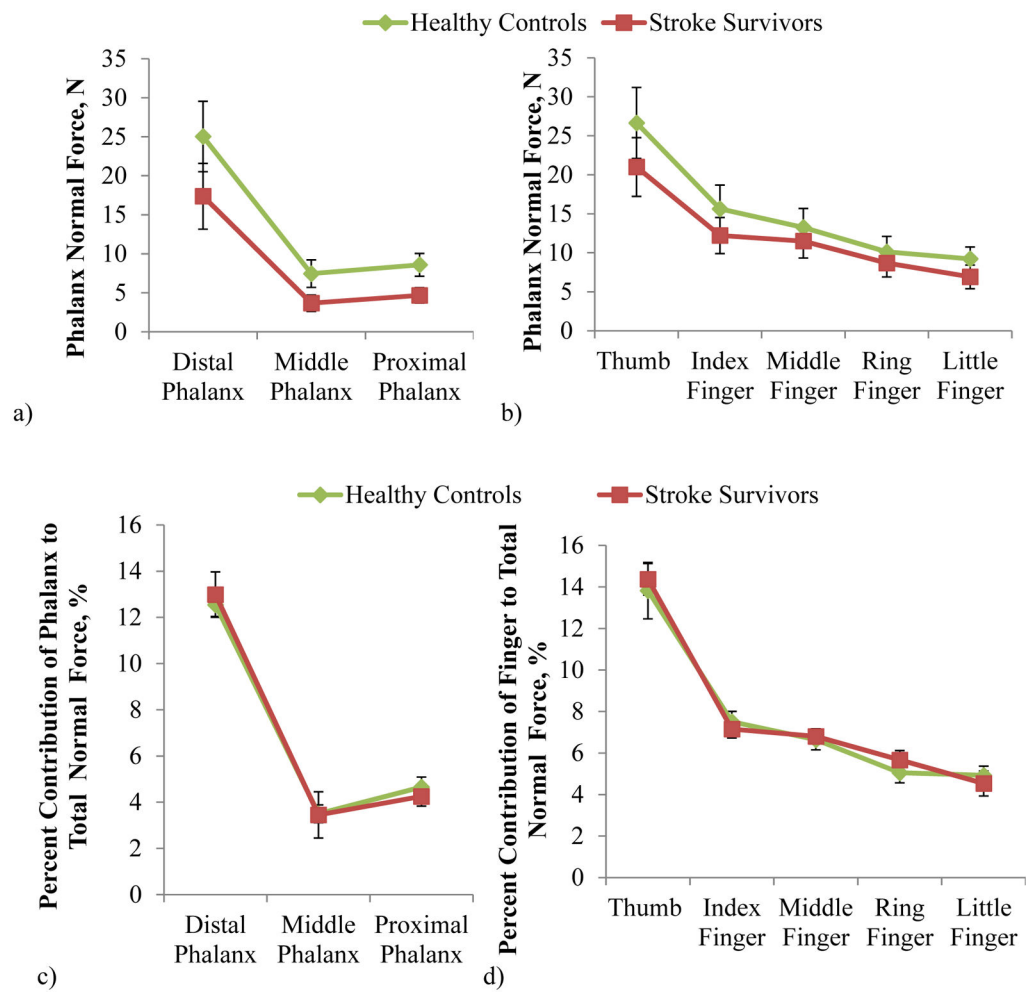 Healthy Controls Stroke Survivors
Phalanx Normal Force, N
35
30
25
20
15
10
5
0
Distal Phalanx
Middle Phalanx
Proximal Phalanx
a)
Phalanx Normal Force, N
35
30
25
20
15
10
5
0
Thumb
Index Finger
Middle Finger
Ring Finger
Little Finger
b)
Healthy Controls Stroke Survivors
Percent Contribution of Phalanx to
Total Normal Force, %
16
14
12
10
8
6
4
2
0
Distal Phalanx
Middle Phalanx
Proximal Phalanx
c)
Percent Contribution of Finger to Total
Normal Force, %
16
14
12
10
8
6
4
2
0
Thumb
Index Finger
Middle Finger
Ring Finger
Little Finger
d)